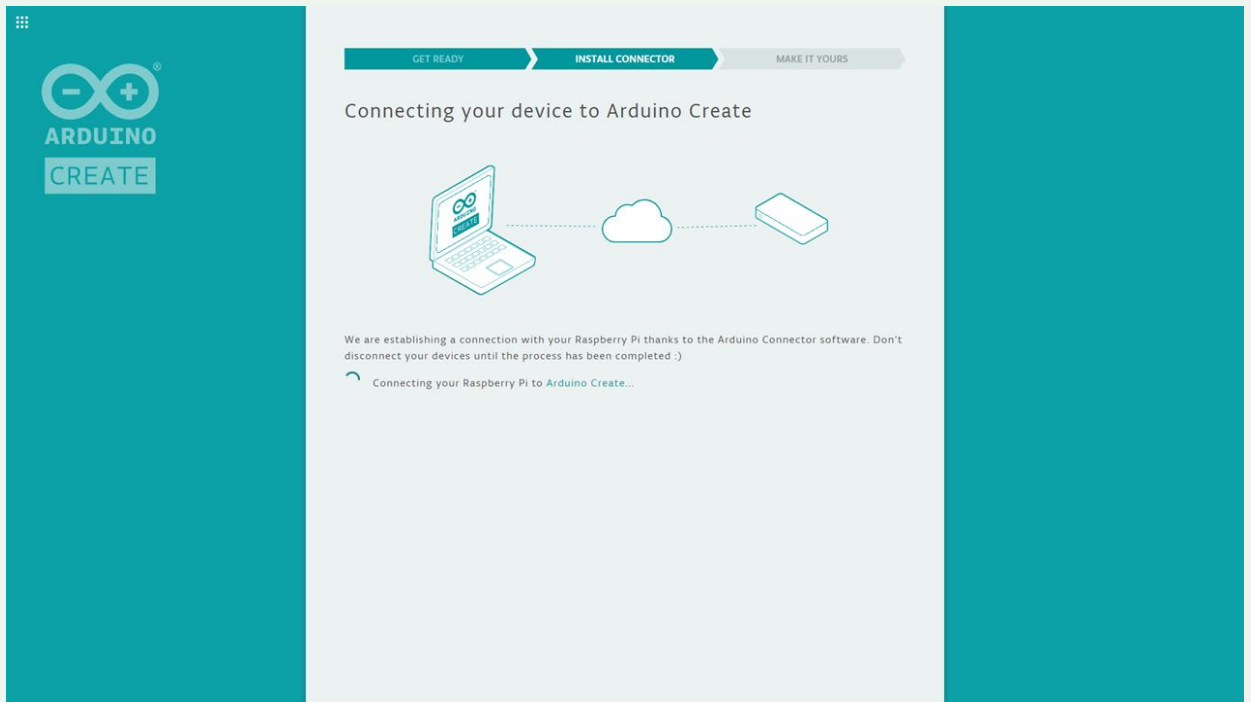 ®
ARDUINO
CREATE
GET READY
INSTALL CONNECTOR
MAKE IT YOURS
Connecting your device to Arduino Create
ARDUINO
CREATE
We are establishing a connection with your Raspberry Pi thanks to the Arduino Connector software. Don't
disconnect your devices until the process has been completed :)
Connecting your Raspberry Pi to Arduino Create...